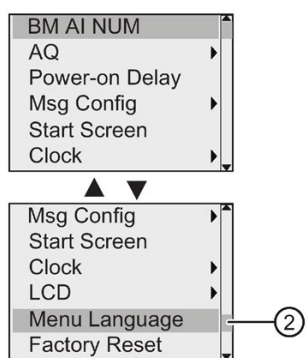 BM AI NUM
AQ
Power-on Delay
Msg Config
Start Screen
Clock
Msg Config
Start Screen
Clock
LCD
Menu Language
2
Factory Reset